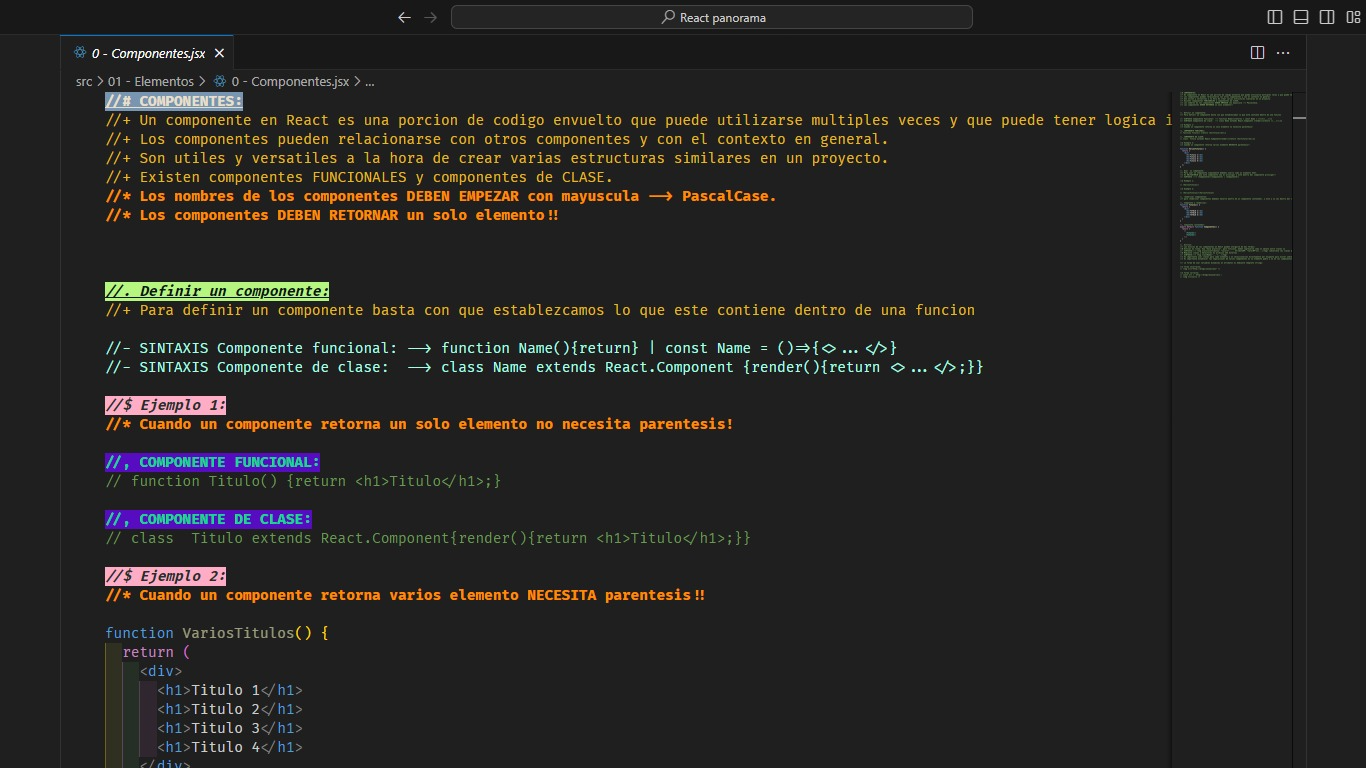 React panorama
0 - Componentes.jsx
src > 01 - Elementos > 0 - Componentes.jsx > ...
//# COMPONENTES:
//+ Un componente en React es una porcion de codigo envuelto que puede utilizarse multiples veces y que puede tener logica i
//+ Los componentes pueden relacionarse con otros componentes y con el contexto en general.
//+ Son utiles y versatiles a la hora de crear varias estructuras similares en un proyecto.
//+ Existen componentes FUNCIONALES y componentes de CLASE.
//* Los nombres de los componentes DEBEN EMPEZAR con mayuscula --> PascalCase.
//* Los componentes DEBEN RETORNAR un solo elemento!!
//. Definir un componente:
//+ Para definir un componente basta con que establezcamos lo que este contiene dentro de una funcion
//- SINTAXIS Componente funcional: --> function Name(){return} | const Name = ()=>{<>...</>}
//- SINTAXIS Componente de clase:  --> class Name extends React.Component {render(){return <>...</>;}}
//$ Ejemplo 1:
//* Cuando un componente retorna un solo elemento no necesita parentesis!
//, COMPONENTE FUNCIONAL:
// function Titulo() {return <h1>Titulo</h1>;}
//, COMPONENTE DE CLASE:
// class  Titulo extends React.Component{render(){return <h1>Titulo</h1>;}}
//$ Ejemplo 2:
//* Cuando un componente retorna varios elemento NECESITA parentesis!!
function VariosTitulos() {
return (
<div>
<h1>Titulo 1</h1>
<h1>Titulo 2</h1>
<h1>Titulo 3</h1>
<h1>Titulo 4</h1>
</div>